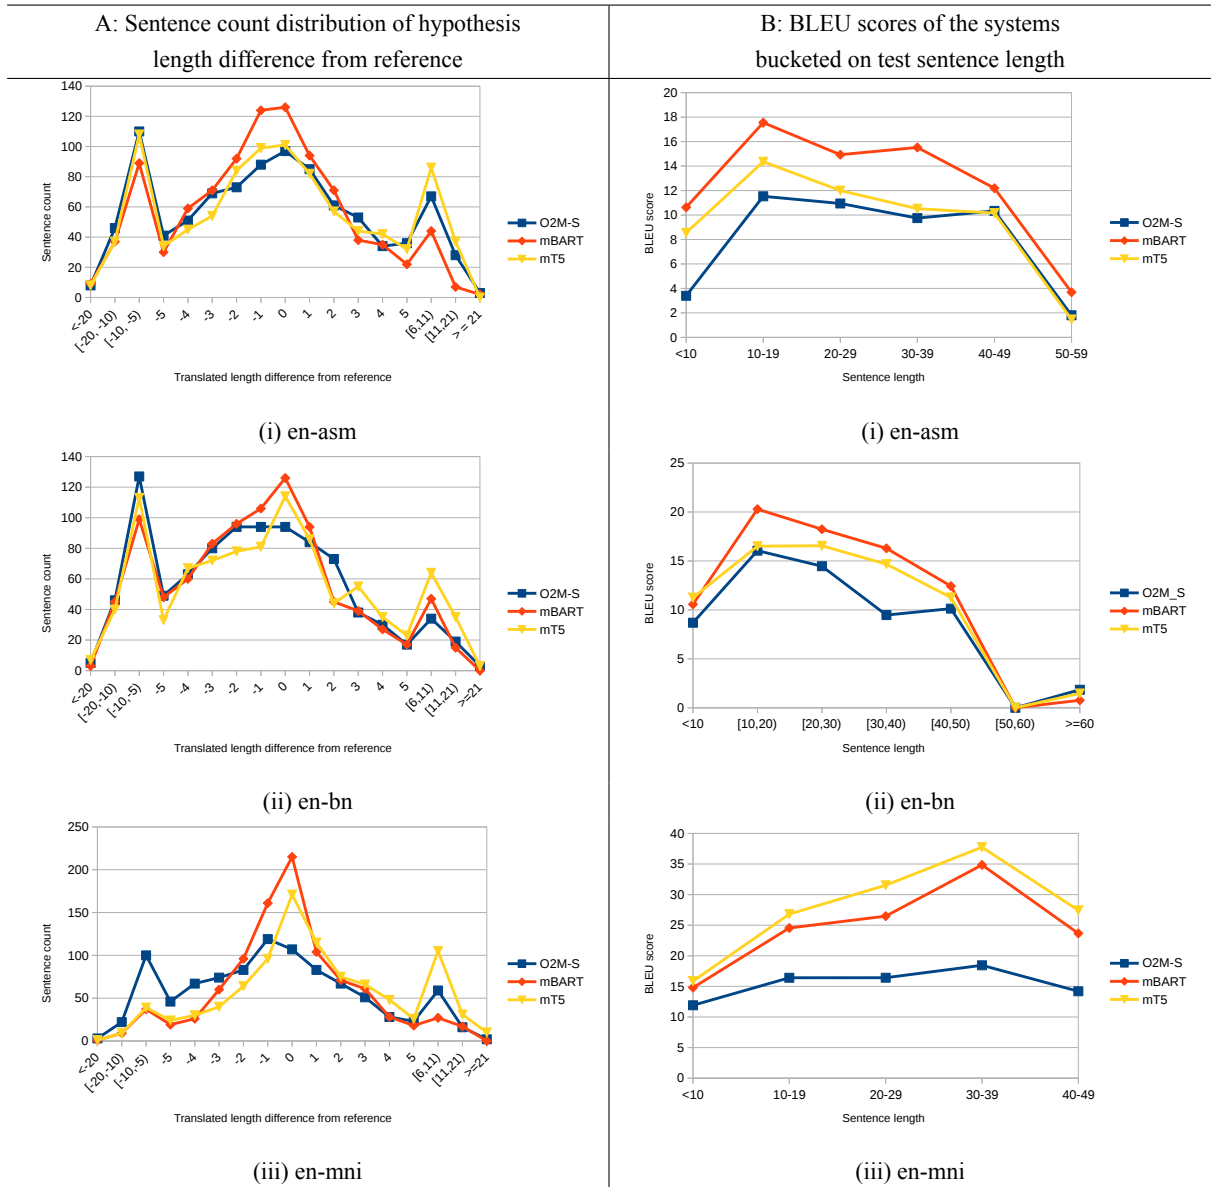 A: Sentence count distribution of hypothesis
length difference from reference
B: BLEU scores of the systems
bucketed on test sentence length
140
120
100
80
60
40
20
0
Sentence count
<-20
[-20, -10)
[-10, -5)
-5
-4
-3
-2
-1
0
1
2
3
4
5
[6,11)
[11,21)
> = 21
Translated length difference from reference
O2M-S
mBART
mT5
(i) en-asm
20
18
16
14
12
10
8
6
4
2
0
BLEU score
<10
10-19
20-29
30-39
40-49
50-59
Sentence length
O2M-S
mBART
mT5
(i) en-asm
140
120
100
80
60
40
20
0
Sentence count
<-20
[-20,-10)
[-10,-5)
-5
-4
-3
-2
-1
0
1
2
3
4
5
[6,11)
[11,21)
>=21
Translated length difference from reference
O2M-S
mBART
mT5
(ii) en-bn
25
20
15
10
5
0
BLEU score
<10
[10,20)
[20,30)
[30,40)
[40,50)
[50,60)
>=60
Sentence length
O2M_S
mBART
mT5
(ii) en-bn
250
200
150
100
50
0
Sentence count
<-20
[-20,-10)
[-10,-5)
-5
-4
-3
-2
-1
0
1
2
3
4
5
[6,11)
[11,21)
>=21
Translated length difference from reference
O2M-S
mBART
mT5
(iii) en-mni
40
35
30
25
20
15
10
5
0
BLEU score
<10
10-19
20-29
30-39
40-49
Sentence length
O2M-S
mBART
mT5
(iii) en-mni